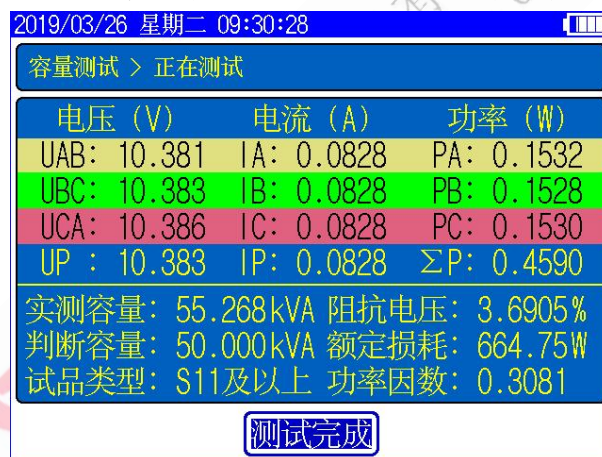 2019/03/26 星期二 09:30:28
容量测试 > 正在测试
电压 (V) 电流 (A) 功率 (W)
UAB: 10.381 IA: 0.0828 PA: 0.1532
UBC: 10.383 IB: 0.0828 PB: 0.1528
UCA: 10.386 IC: 0.0828 PC: 0.1530
UP : 10.383 IP: 0.0828 ΣP: 0.4590
实测容量: 55.268kVA 阻抗电压: 3.6905%
判断容量: 50.000kVA 额定损耗: 664.75W
试品类型: S11及以上 功率因数: 0.3081
测试完成